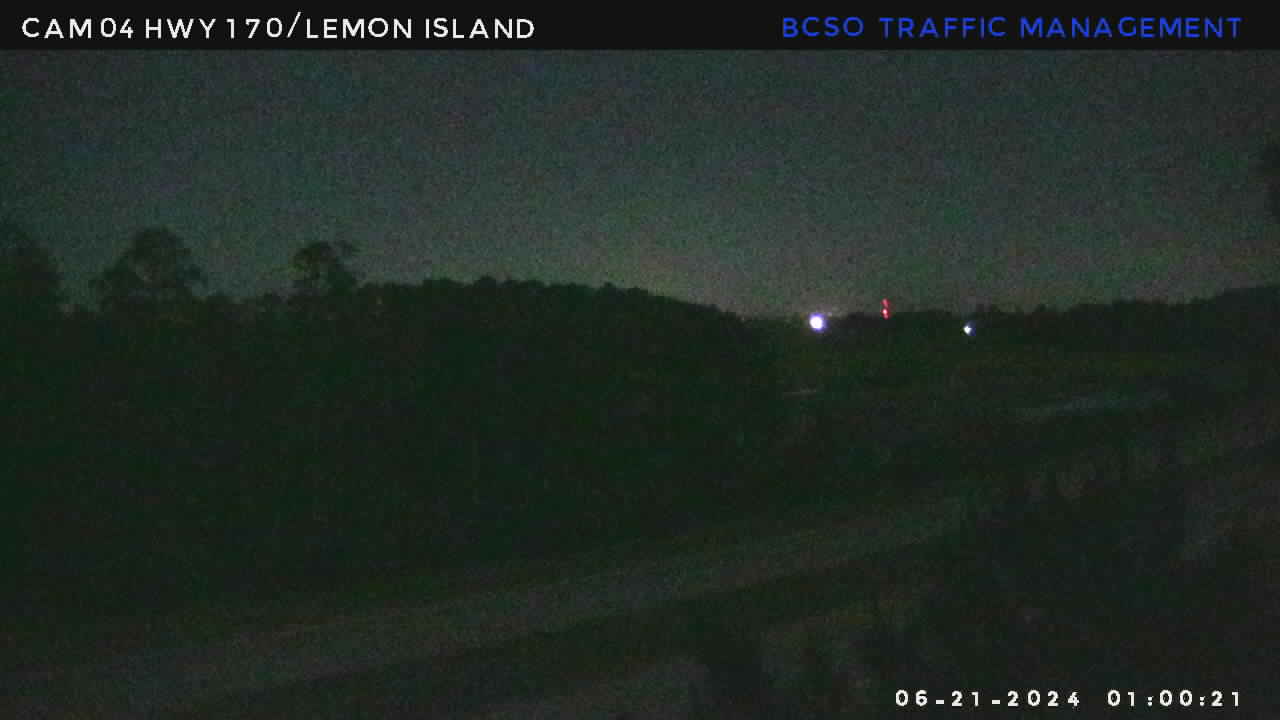 CAM04 HWY 170/LEMON ISLAND
BCSO TRAFFIC MANAGEMENT
06-21-2024 01:00:21